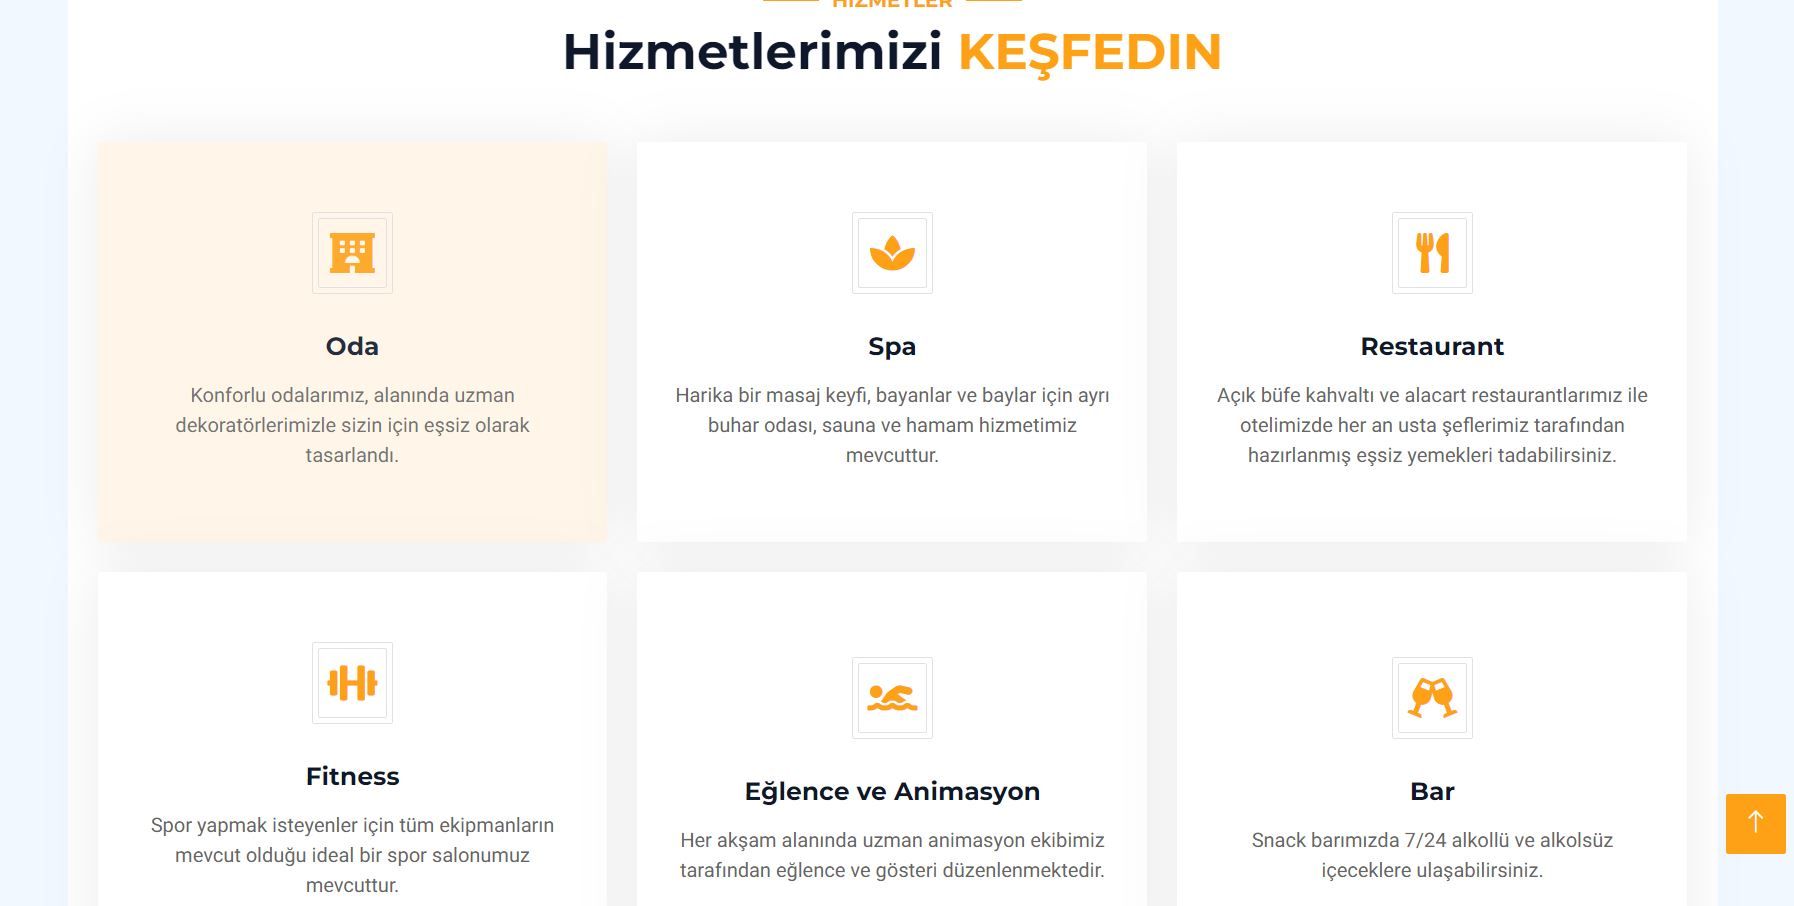 HİZMETLER
Hizmetlerimizi KEŞFEDIN
Oda
Konforlu odalarımız, alanında uzman
dekoratörlerimizle sizin için eşsiz olarak
tasarlandı.
Spa
Harika bir masaj keyfi, bayanlar ve baylar için ayrı
buhar odası, sauna ve hamam hizmetimiz
mevcuttur.
Restaurant
Açık büfe kahvaltı ve alacart restaurantlarımız ile
otelimizde her an usta şeflerimiz tarafından
hazırlanmış eşsiz yemekleri tadabilirsiniz.
Fitness
Spor yapmak isteyenler için tüm ekipmanların
mevcut olduğu ideal bir spor salonumuz
mevcuttur.
Eğlence ve Animasyon
Her akşam alanında uzman animasyon ekibimiz
tarafından eğlence ve gösteri düzenlenmektedir.
Bar
Snack barımızda 7/24 alkollü ve alkolsüz
içeceklere ulaşabilirsiniz.